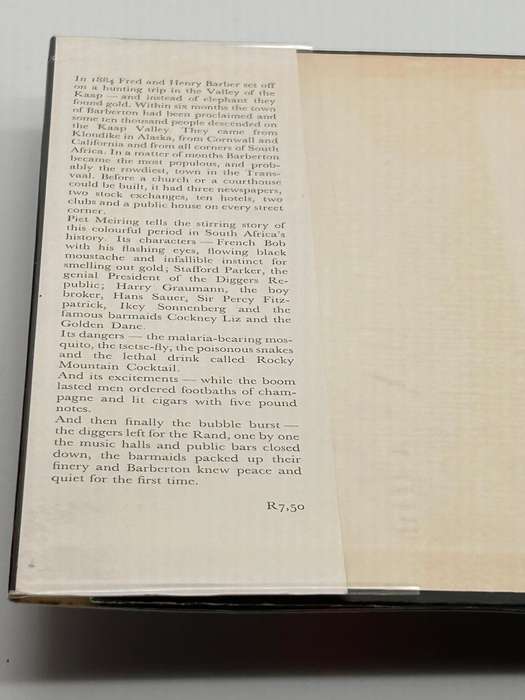 In 1884 Fred and Henry Barber set off
on a hunting trip in the Valley of the
Kaap — and instead of elephant they
found gold. Within six months the town
of Barberton had been proclaimed and
some ten thousand people descended on
the Kaap Valley. They came from
Klondike in Alaska, from Cornwall and
California and from all corners of South
Africa. In a matter of months Barberton
became the most populous, and prob-
ably the rowdiest, town in the Trans-
vaal. Before a church or a courthouse
could be built, it had three newspapers,
two stock exchanges, ten hotels, two
clubs and a public house on every street
corner.
Piet Meiring tells the stirring story of
this colourful period in South Africa's
history. Its characters — French Bob
with his flashing eyes, flowing black
moustache and infallible instinct for
smelling out gold; Stafford Parker, the
genial President of the Diggers Re-
public; Harry Graumann, the boy
broker, Hans Sauer, Sir Percy Fitz-
patrick, Ikey Sonnenberg and the
famous barmaids Cockney Liz and the
Golden Dane.
Its dangers — the malaria-bearing mos-
quito, the tsetse-fly, the poisonous snakes
and the lethal drink called Rocky
Mountain Cocktail.
And its excitements — while the boom
lasted men ordered footbaths of cham-
pagne and lit cigars with five pound
notes.
And then finally the bubble burst —
the diggers left for the Rand, one by one
the music halls and public bars closed
down, the barmaids packed up their
finery and Barberton knew peace and
quiet for the first time.
R7,50